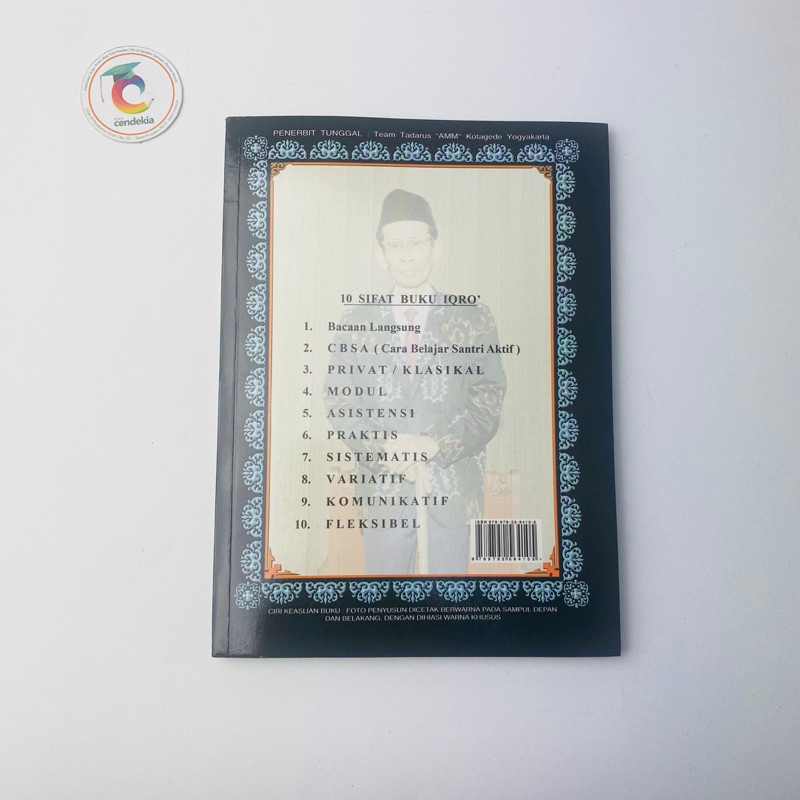 cendekia
PENERBIT TUNGGAL : Team Tadarus "AMM" Kotagede Yogyakarta
10 SIFAT BUKU IQRO'
1. Bacaan Langsung
2. CBSA ( Cara Belajar Santri Aktif )
3. PRIVAT / KLASIKAL
4. MODUL
5. ASISTENSI
6. PRAKTIS
7. SISTEMATIS
8. VARIATIF
9. KOMUNIKATIF
10. FLEKSIBEL
CIRI KEASLIAN BUKU : FOTO PENYUSUN DICETAK BERWARNA PADA SAMPUL DEPAN
DAN BELAKANG. DENGAN DIHIASI WARNA KHUSUS